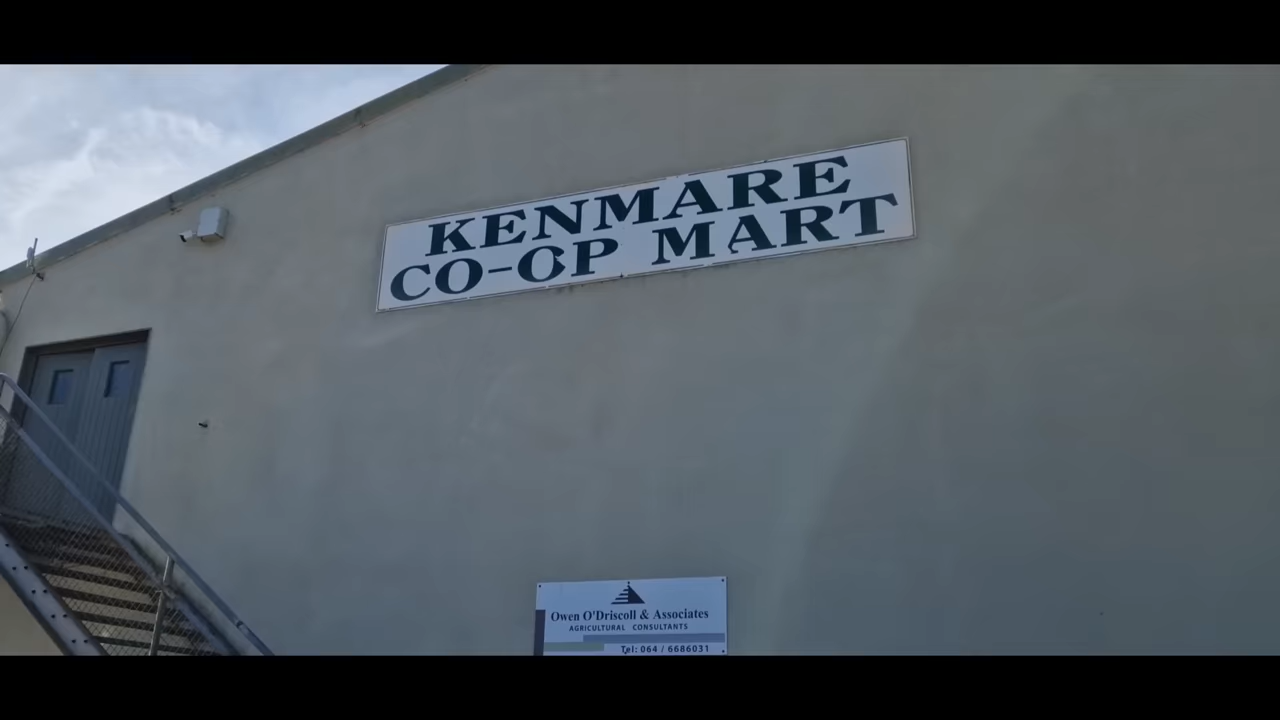 KENMARE
CO-OP MART
Owen O'Driscoll & Associates
AGRICULTURAL CONSULTANTS
Tel: 064 / 6686031